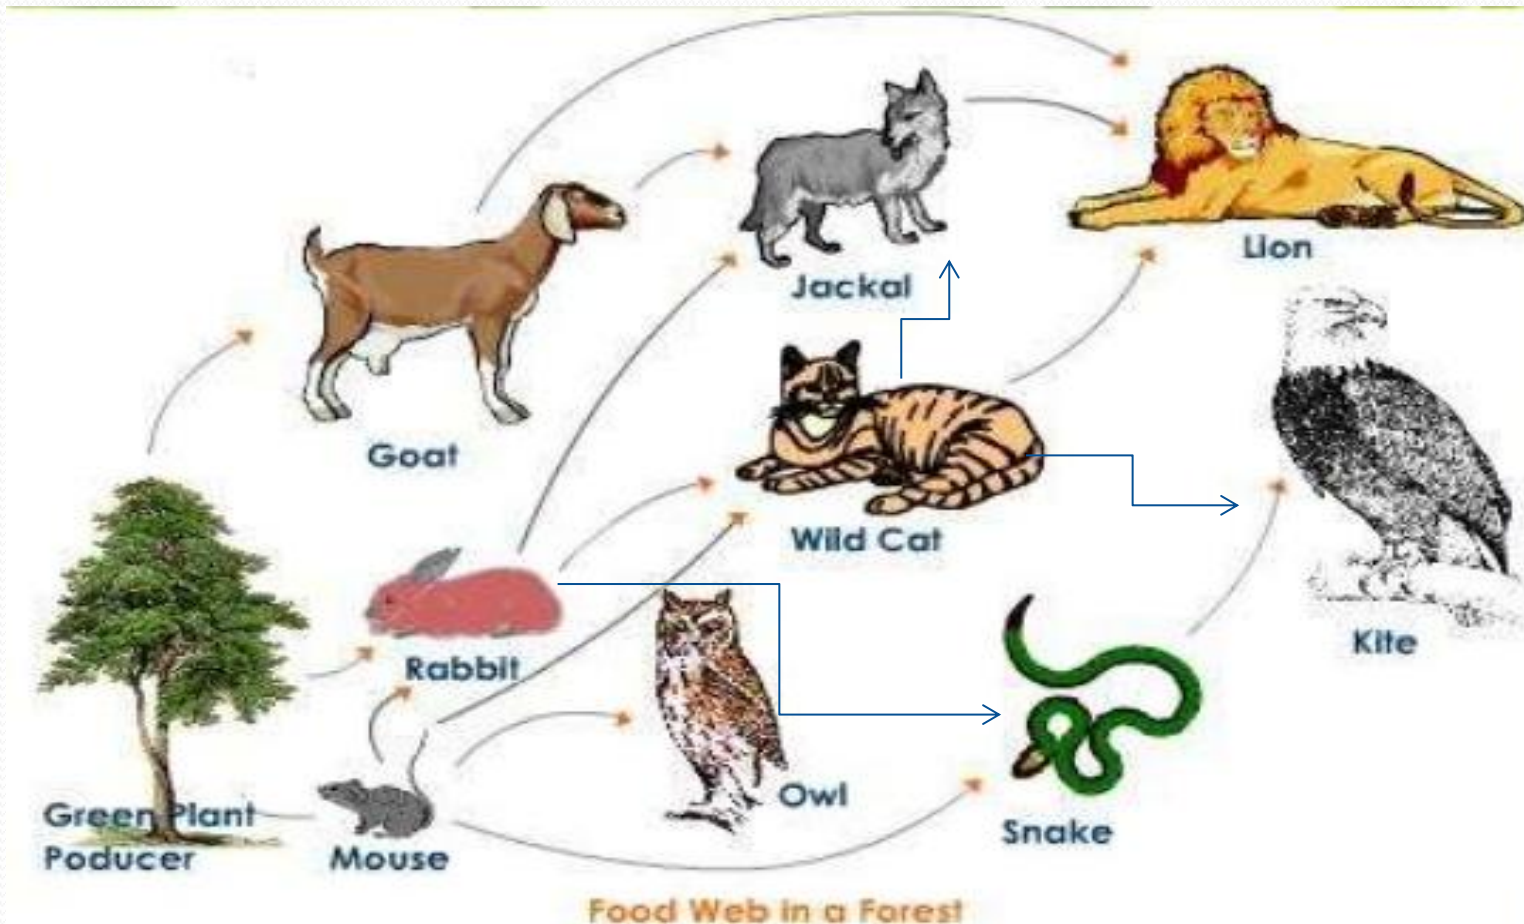 Jackal
Lion
Goat
Wild Cat
Kite
Rabbit
Owl
Snake
Green Plant
Poducer
Mouse
Food Web in a Forest